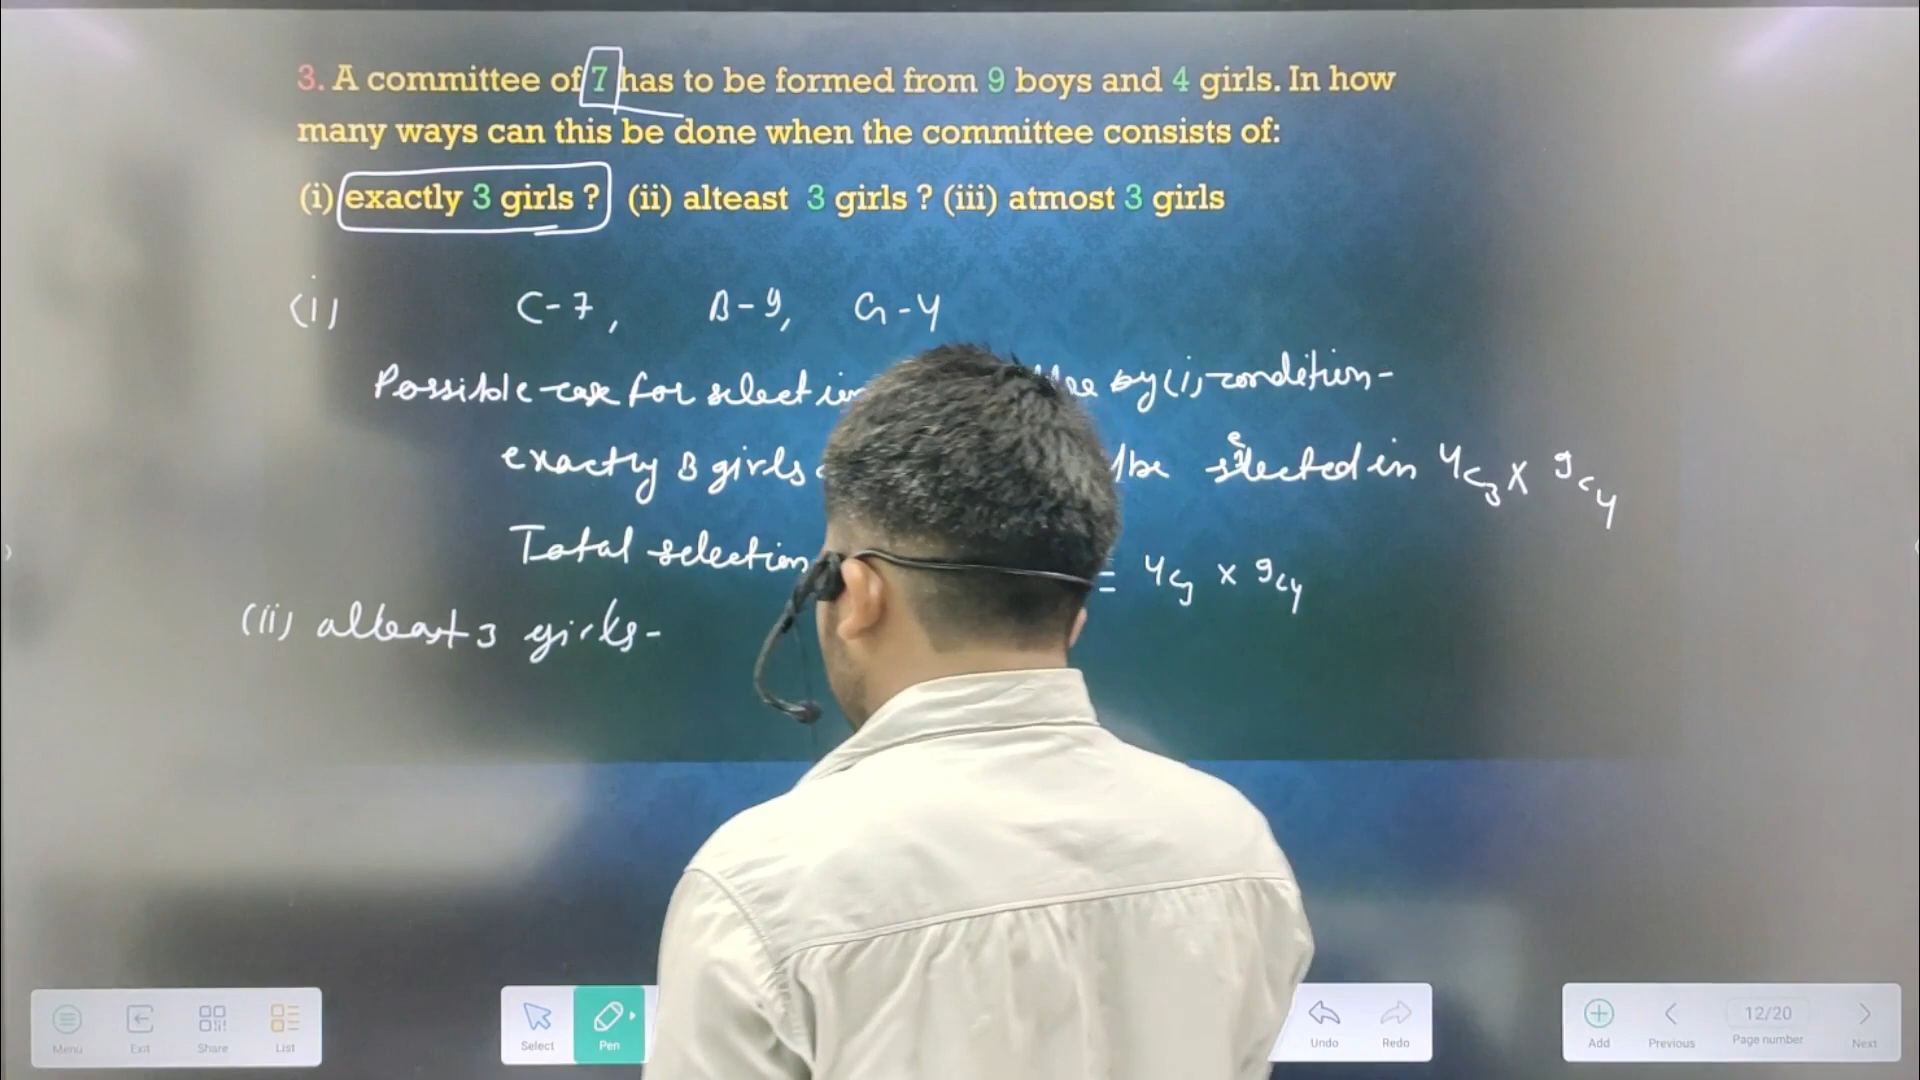 3. A committee of 7 has to be formed from 9 boys and 4 girls. In how
many ways can this be done when the committee consists of:
(i) exactly 3 girls ? (ii) alteast 3 girls ? (iii) atmost 3 girls
(i) C-7, B-9, G-4
Possible case for by (i) condition-
exactly 3 girls be selected in 4C3 X 9C4
Total selection = 4C3 x 9C4
(ii) atleast 3 girls-
Menu Exit Share List Select Pen Undo Redo Add Previous 12/20 Page number Next